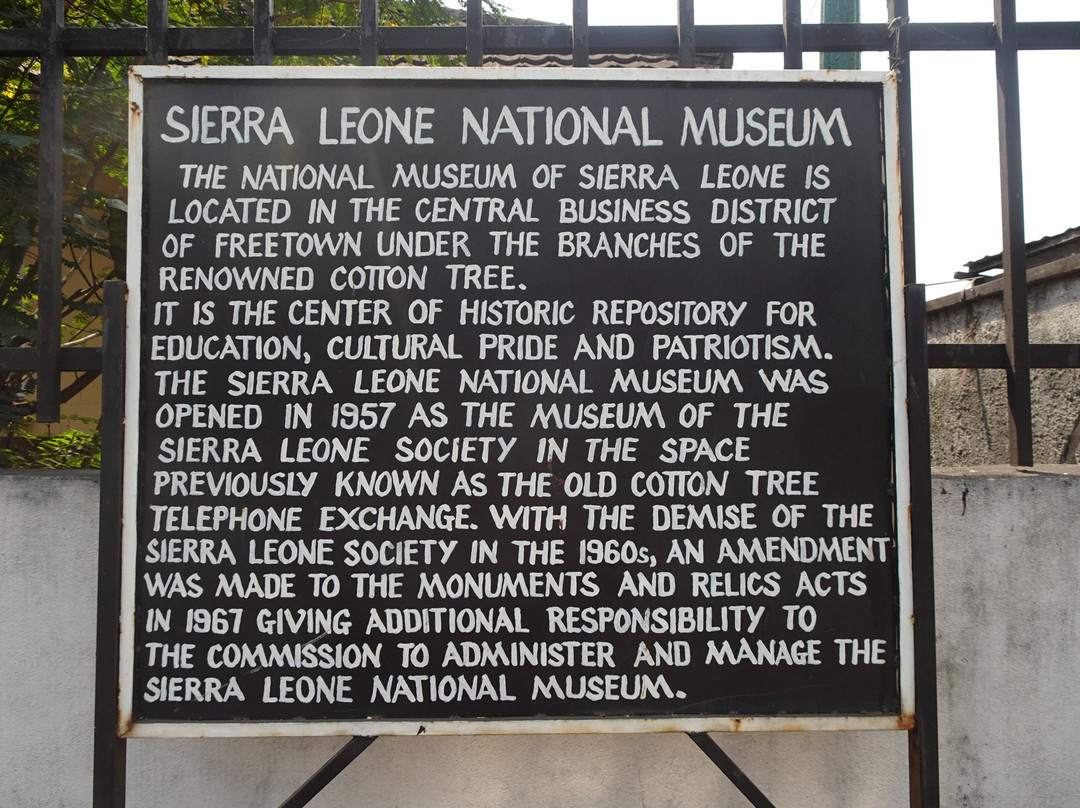 SIERRA LEONE NATIONAL MUSEUM
THE NATIONAL MUSEUM OF SIERRA LEONE IS
LOCATED IN THE CENTRAL BUSINESS DISTRICT
OF FREETOWN UNDER THE BRANCHES OF THE
RENOWNED COTTON TREE.
IT IS THE CENTER OF HISTORIC REPOSITORY FOR
EDUCATION, CULTURAL PRIDE AND PATRIOTISM.
THE SIERRA LEONE NATIONAL MUSEUM WAS
OPENED IN 1957 AS THE MUSEUM OF THE
SIERRA LEONE SOCIETY IN THE SPACE
PREVIOUSLY KNOWN AS THE OLD COTTON TREE
TELEPHONE EXCHANGE. WITH THE DEMISE OF THE
SIERRA LEONE SOCIETY IN THE 1960s, AN AMENDMENT
WAS MADE TO THE MONUMENTS AND RELICS ACTS
IN 1967 GIVING ADDITIONAL RESPONSIBILITY TO
THE COMMISSION TO ADMINISTER AND MANAGE THE
SIERRA LEONE NATIONAL MUSEUM.